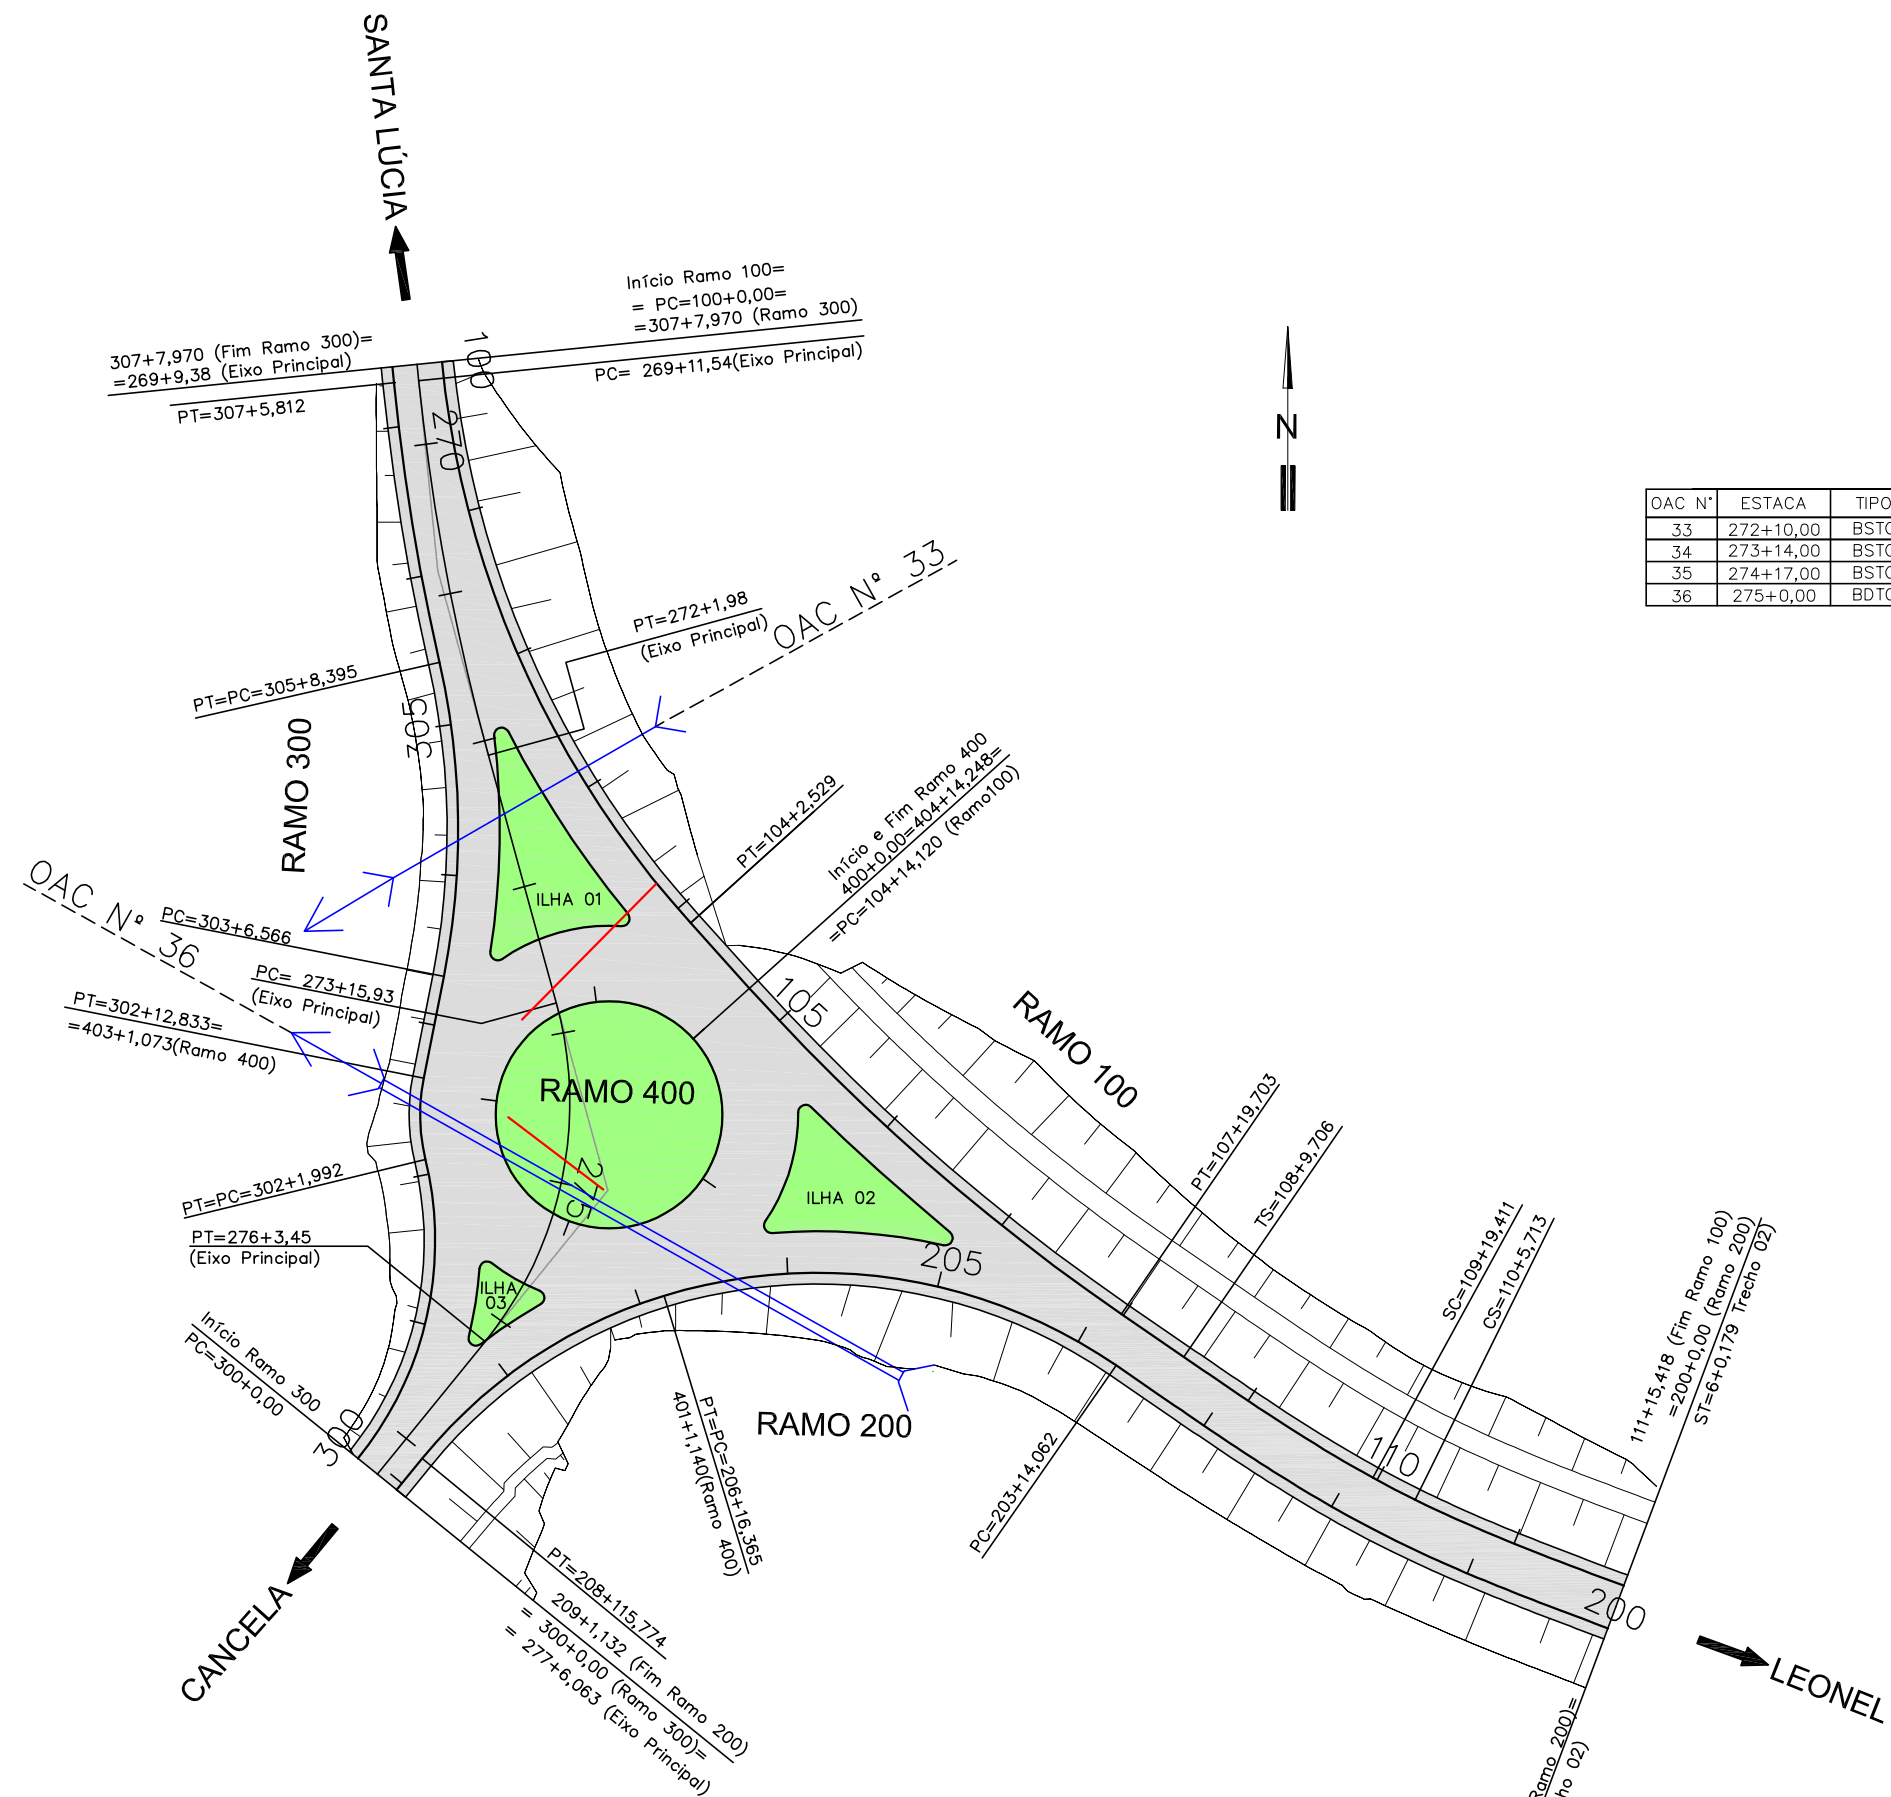 SANTA LÚCIA
Início Ramo 100=
= PC=100+0,00=
=307+7,970 (Ramo 300)
PC= 269+11,54(Eixo Principal)
307+7,970 (Fim Ramo 300)=
=269+9,38 (Eixo Principal)
PT=307+5,812
100
270
N
OAC N° ESTACA TIPO
33 272+10,00
34 273+14,00
35 274+17,00
36 275+0,00
OAC Nº 33
PT=272+1,98
(Eixo Principal)
PT=PC=305+8,395
305
RAMO 300
PT=104+2,529
Início e Fim Ramo 400
400+0,00=404+14,248=
=PC=104+14,120 (Ramo100)
OAC Nº 36
ILHA 01
PC=303+6,566
PC= 273+15,93
(Eixo Principal)
PT=302+12,833=
=403+1,073(Ramo 400)
105
RAMO 100
RAMO 400
PT=107+19,703
TS=108+9,706
PT=PC=302+1,992
275
ILHA 02
PT=276+3,45
(Eixo Principal)
205
SC=109+19,411
CS=110+5,713
111+15,418 (Fim Ramo 100)
=200+0,00 (Ramo 200)
ST=6+0,179 Trecho 02)
ILHA
03
Início Ramo 300
PC=300+0,00
300
PT=PC=206+16,365
401+1,140(Ramo 400)
RAMO 200
PC=203+14,062
110
PT=208+115,774
209+1,132 (Fim Ramo 200)
= 300+0,00 (Ramo 300)=
= 277+6,063 (Eixo Principal)
CANCELA
200
LEONEL
Ramo 200)=
02)